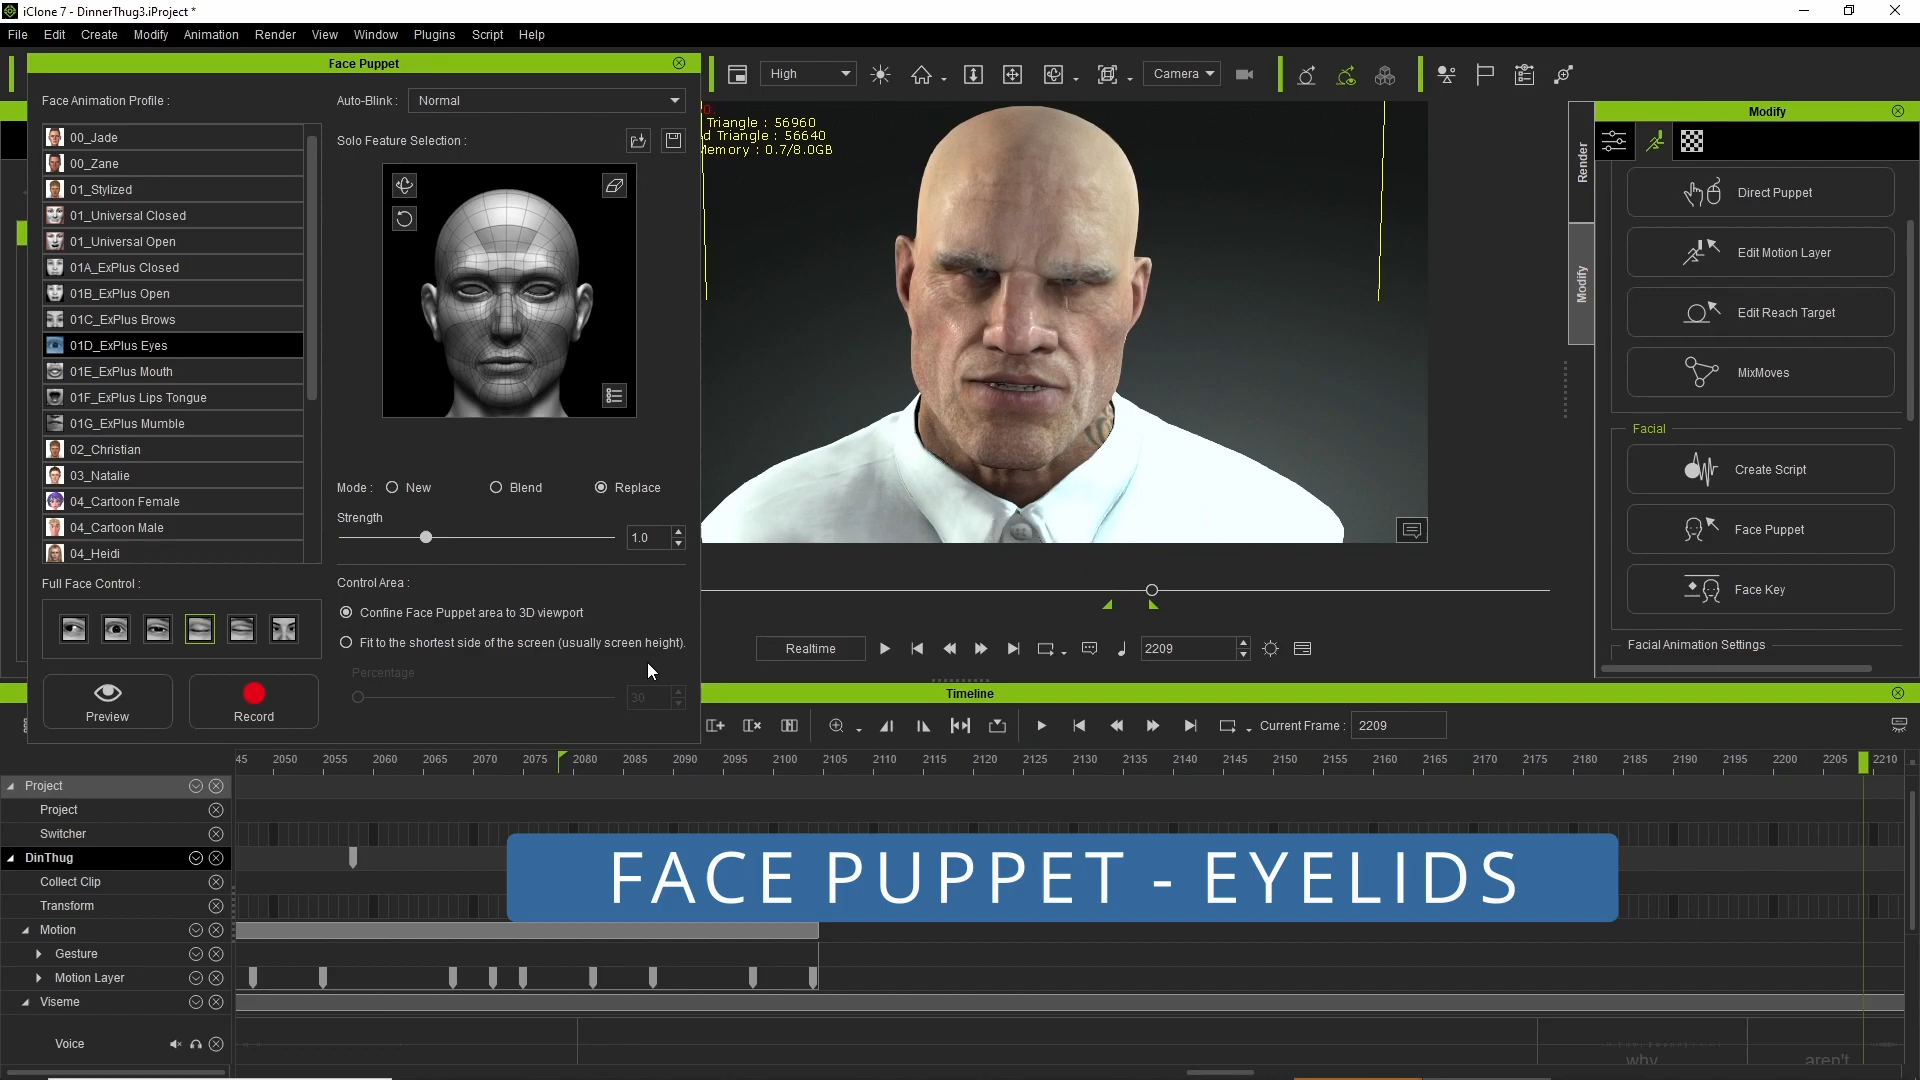 iClone 7 - DinnerThug3.iProject *
File Edit Create Modify Animation Render View Window Plugins Script Help
Face Puppet
Face Animation Profile :
00_Jade
00_Zane
01_Stylized
01_Universal Closed
01_Universal Open
01A_ExPlus Closed
01B_ExPlus Open
01C_ExPlus Brows
01D_ExPlus Eyes
01E_ExPlus Mouth
01F_ExPlus Lips Tongue
01G_ExPlus Mumble
02_Christian
03_Natalie
04_Cartoon Female
04_Cartoon Male
04_Heidi
Full Face Control :
Preview
Record
Auto-Blink : Normal
Solo Feature Selection :
Mode : New Blend Replace
Strength
1.0
Control Area :
Confine Face Puppet area to 3D viewport
Fit to the shortest side of the screen (usually screen height).
Percentage
30
High
Camera
0
Triangle : 56960
d Triangle : 56640
emory : 0.7/8.0GB
Realtime
2209
Render
Modify
Modify
Direct Puppet
Edit Motion Layer
Edit Reach Target
MixMoves
Facial
Create Script
Face Puppet
Face Key
Facial Animation Settings
Timeline
Current Frame : 2209
45 2050 2055 2060 2065 2070 2075 2080 2085 2090 2095 2100 2105 2110 2115 2120 2125 2130 2135 2140 2145 2150 2155 2160 2165 2170 2175 2180 2185 2190 2195 2200 2205 2210
Project
Project
Switcher
DinThug
Collect Clip
Transform
Motion
Gesture
Motion Layer
Viseme
Voice
why
aren't
FACE PUPPET - EYELIDS